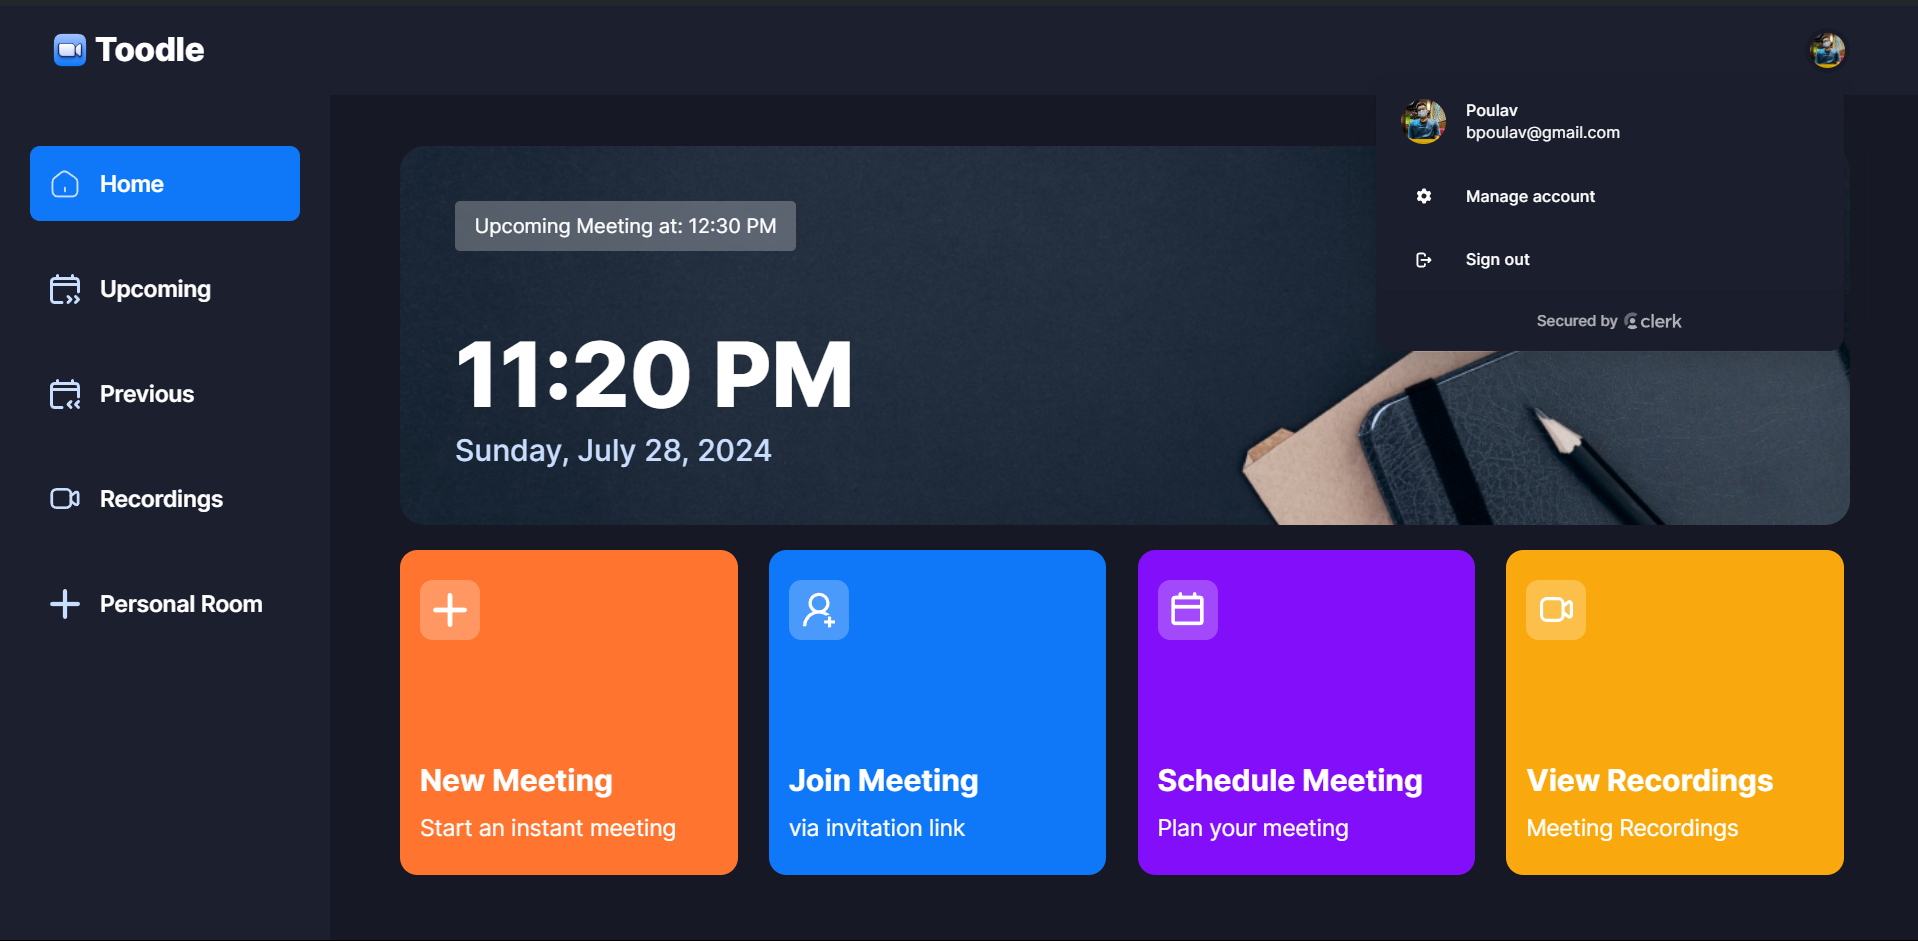 Toodle
Poulav
bpoulav@gmail.com
Manage account
Sign out
Secured by clerk
Home
Upcoming
Previous
Recordings
Personal Room
Upcoming Meeting at: 12:30 PM
11:20 PM
Sunday, July 28, 2024
New Meeting
Start an instant meeting
Join Meeting
via invitation link
Schedule Meeting
Plan your meeting
View Recordings
Meeting Recordings